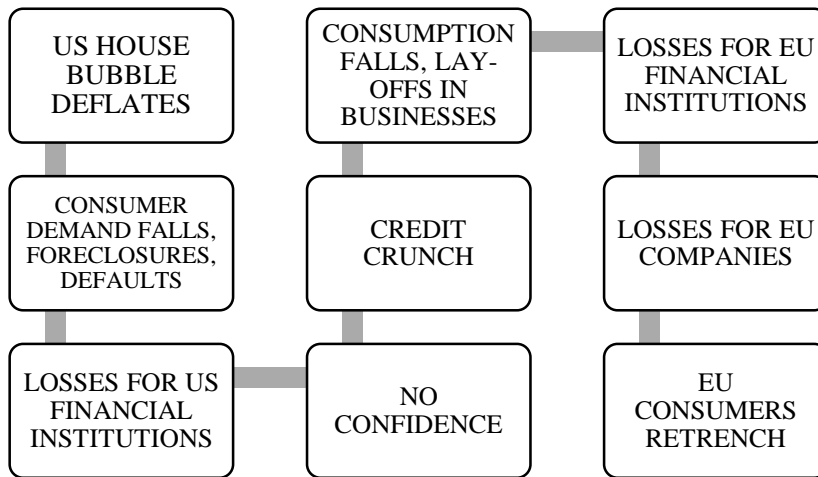 US HOUSE
BUBBLE
DEFLATES
CONSUMER
DEMAND FALLS,
FORECLOSURES,
DEFAULTS
LOSSES FOR US
FINANCIAL
INSTITUTIONS
NO
CONFIDENCE
CREDIT
CRUNCH
CONSUMPTION
FALLS, LAY-
OFFS IN
BUSINESSES
LOSSES FOR EU
FINANCIAL
INSTITUTIONS
LOSSES FOR EU
COMPANIES
EU
CONSUMERS
RETRENCH